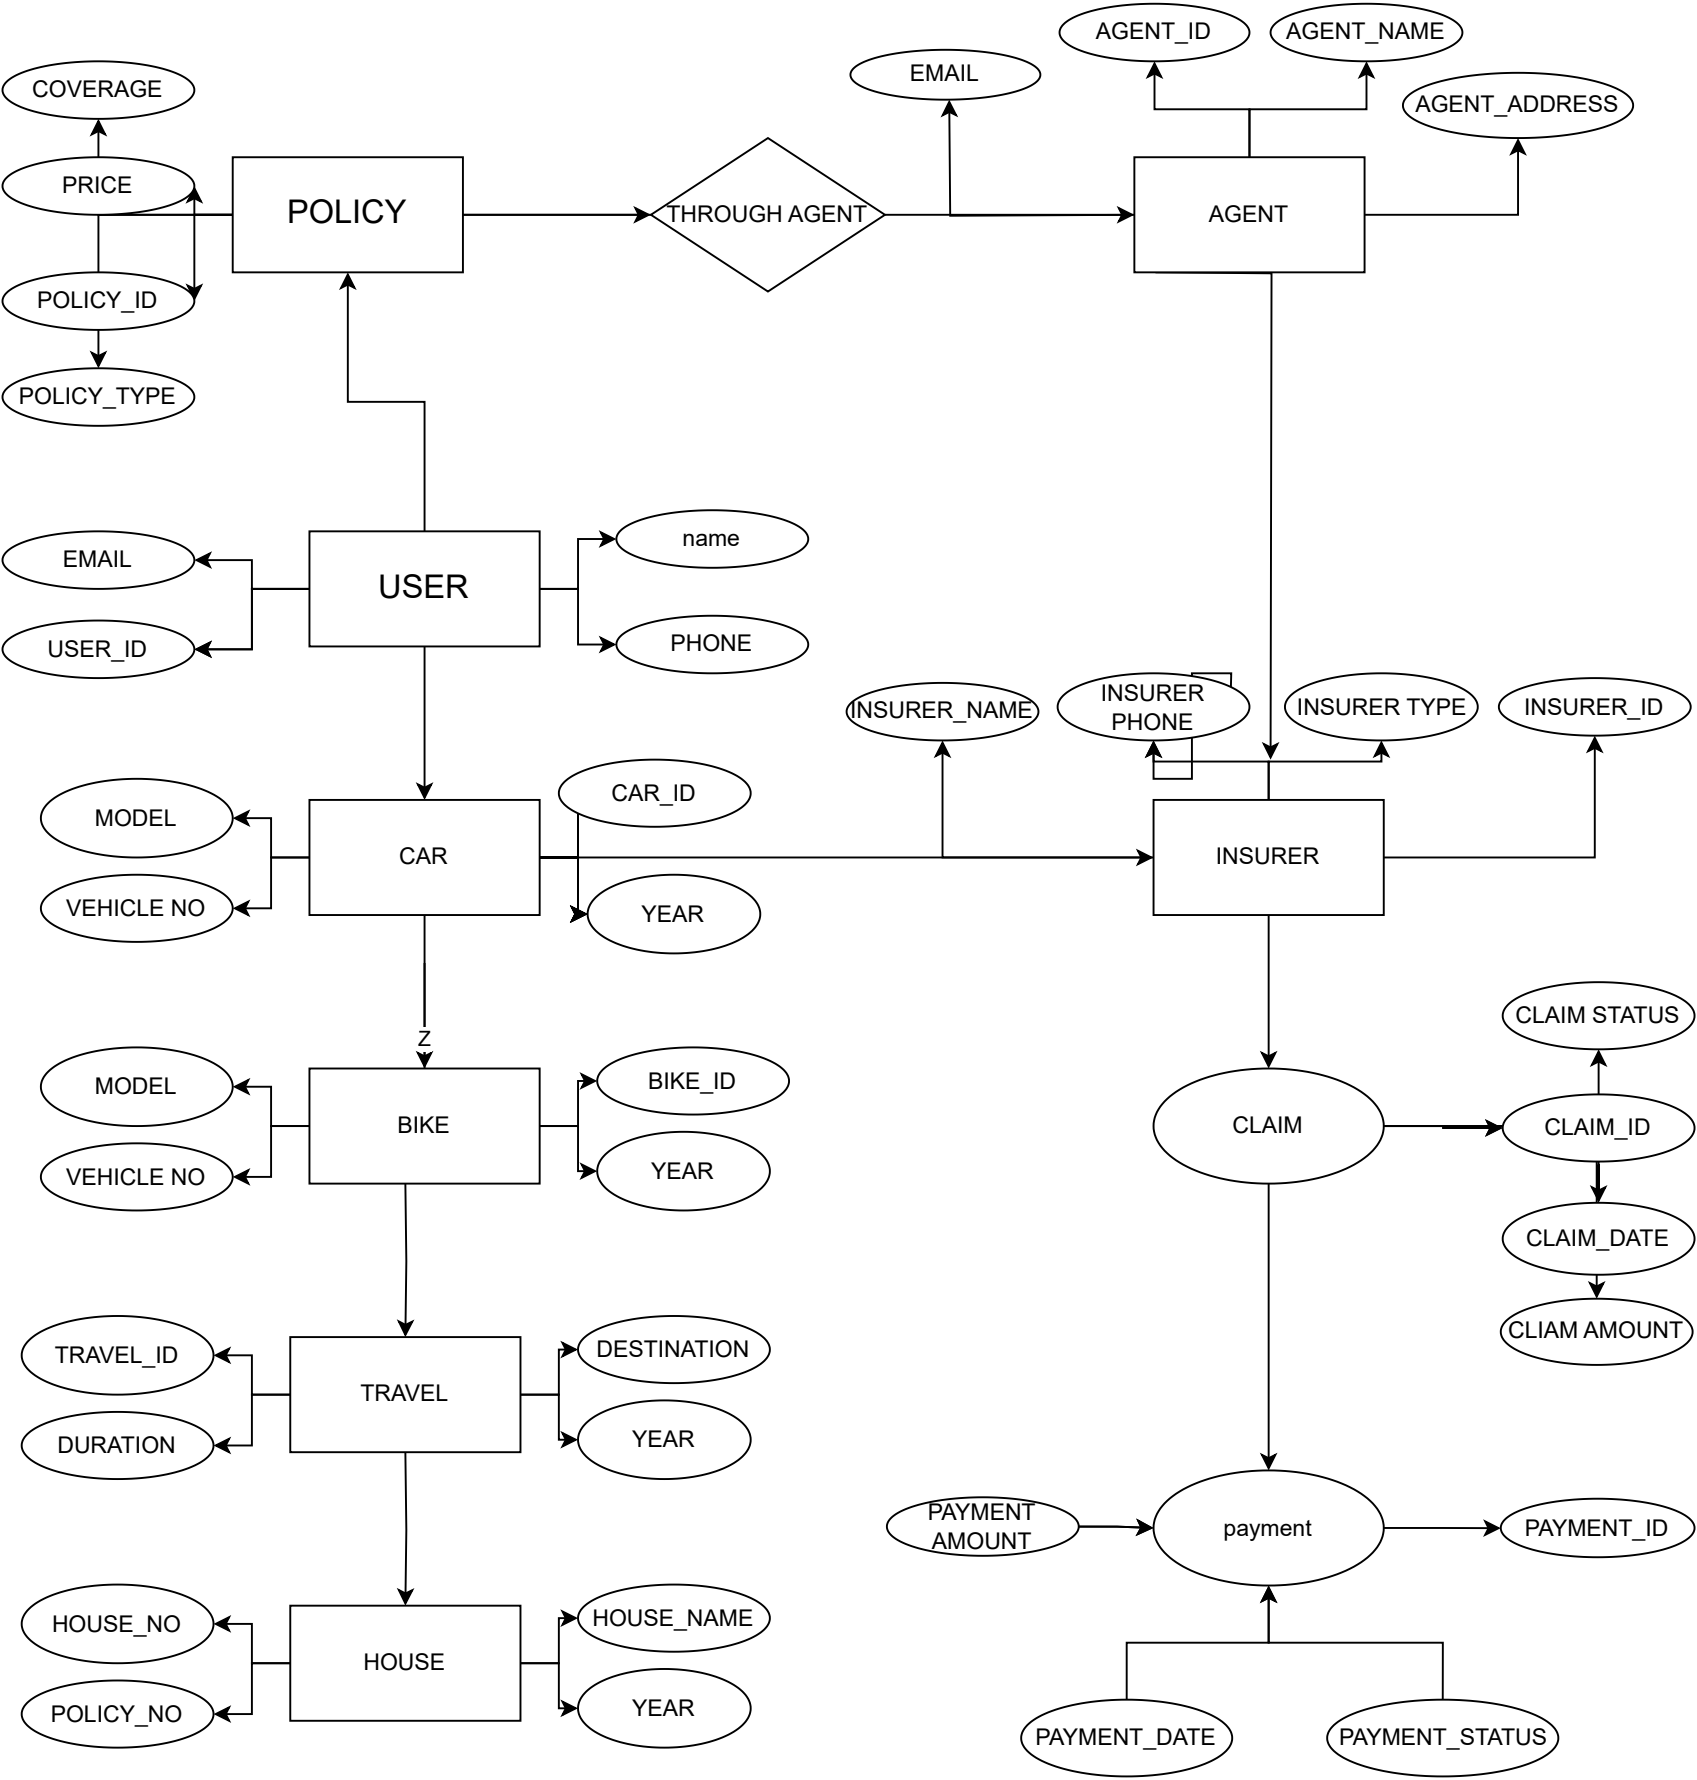 AGENT_ID
AGENT_NAME
EMAIL
COVERAGE
AGENT_ADDRESS
PRICE
POLICY
THROUGH AGENT
AGENT
POLICY_ID
POLICY_TYPE
name
EMAIL
USER
USER_ID
PHONE
INSURER_NAME
INSURER
PHONE
INSURER TYPE
INSURER_ID
CAR_ID
MODEL
CAR
INSURER
VEHICLE NO
YEAR
CLAIM STATUS
Z
MODEL
BIKE_ID
BIKE
CLAIM
CLAIM_ID
VEHICLE NO
YEAR
CLAIM_DATE
CLIAM AMOUNT
TRAVEL_ID
DESTINATION
TRAVEL
DURATION
YEAR
PAYMENT
AMOUNT
payment
PAYMENT_ID
HOUSE_NO
HOUSE_NAME
HOUSE
POLICY_NO
YEAR
PAYMENT_DATE
PAYMENT_STATUS